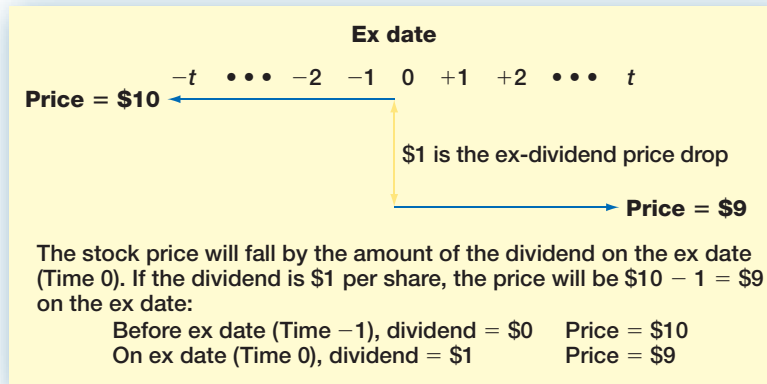 Ex date
−t • • • −2 −1 0 +1 +2 • • • t
Price = $10
$1 is the ex-dividend price drop
Price = $9
The stock price will fall by the amount of the dividend on the ex date
(Time 0). If the dividend is $1 per share, the price will be $10 − 1 = $9
on the ex date:
Before ex date (Time −1), dividend = $0 Price = $10
On ex date (Time 0), dividend = $1 Price = $9